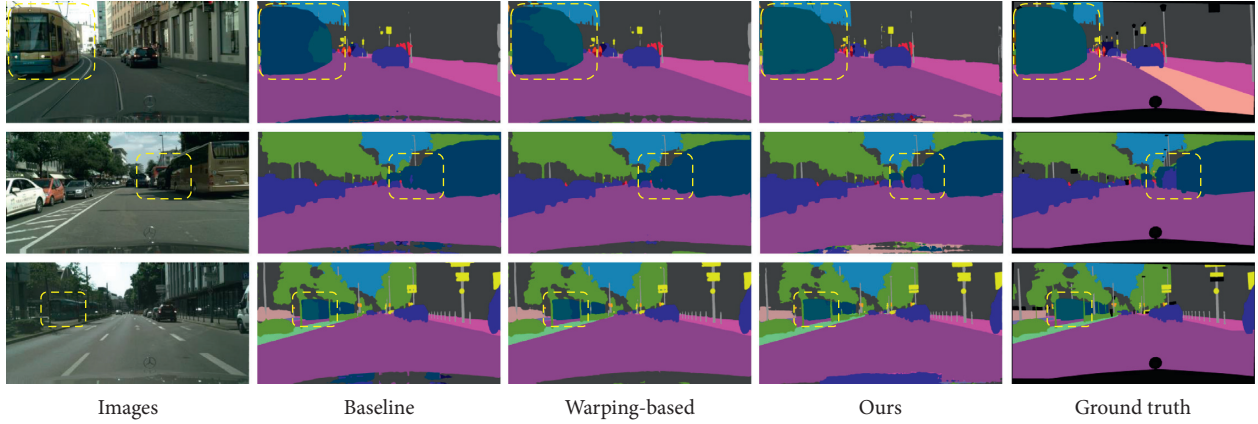 Images
Baseline
Warping-based
Ours
Ground truth